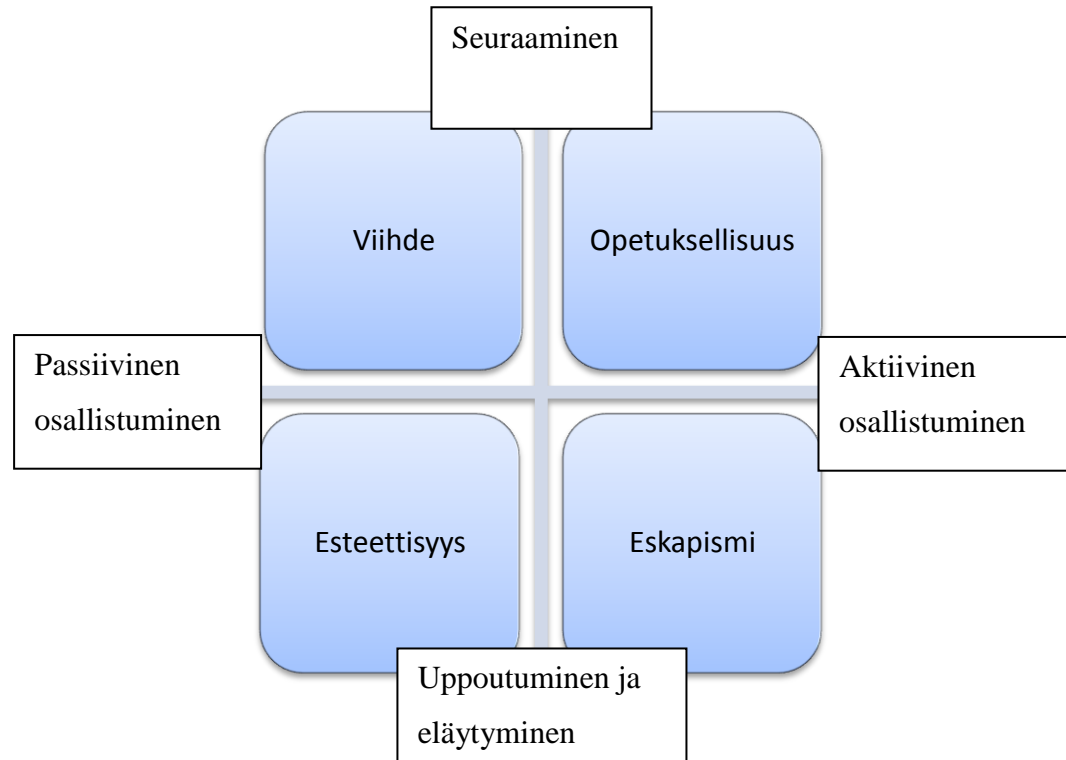 Seuraaminen
Viihde
Opetuksellisuus
Passiivinen
osallistuminen
Aktiivinen
osallistuminen
Esteettisyys
Eskapismi
Uppoutuminen ja
eläytyminen